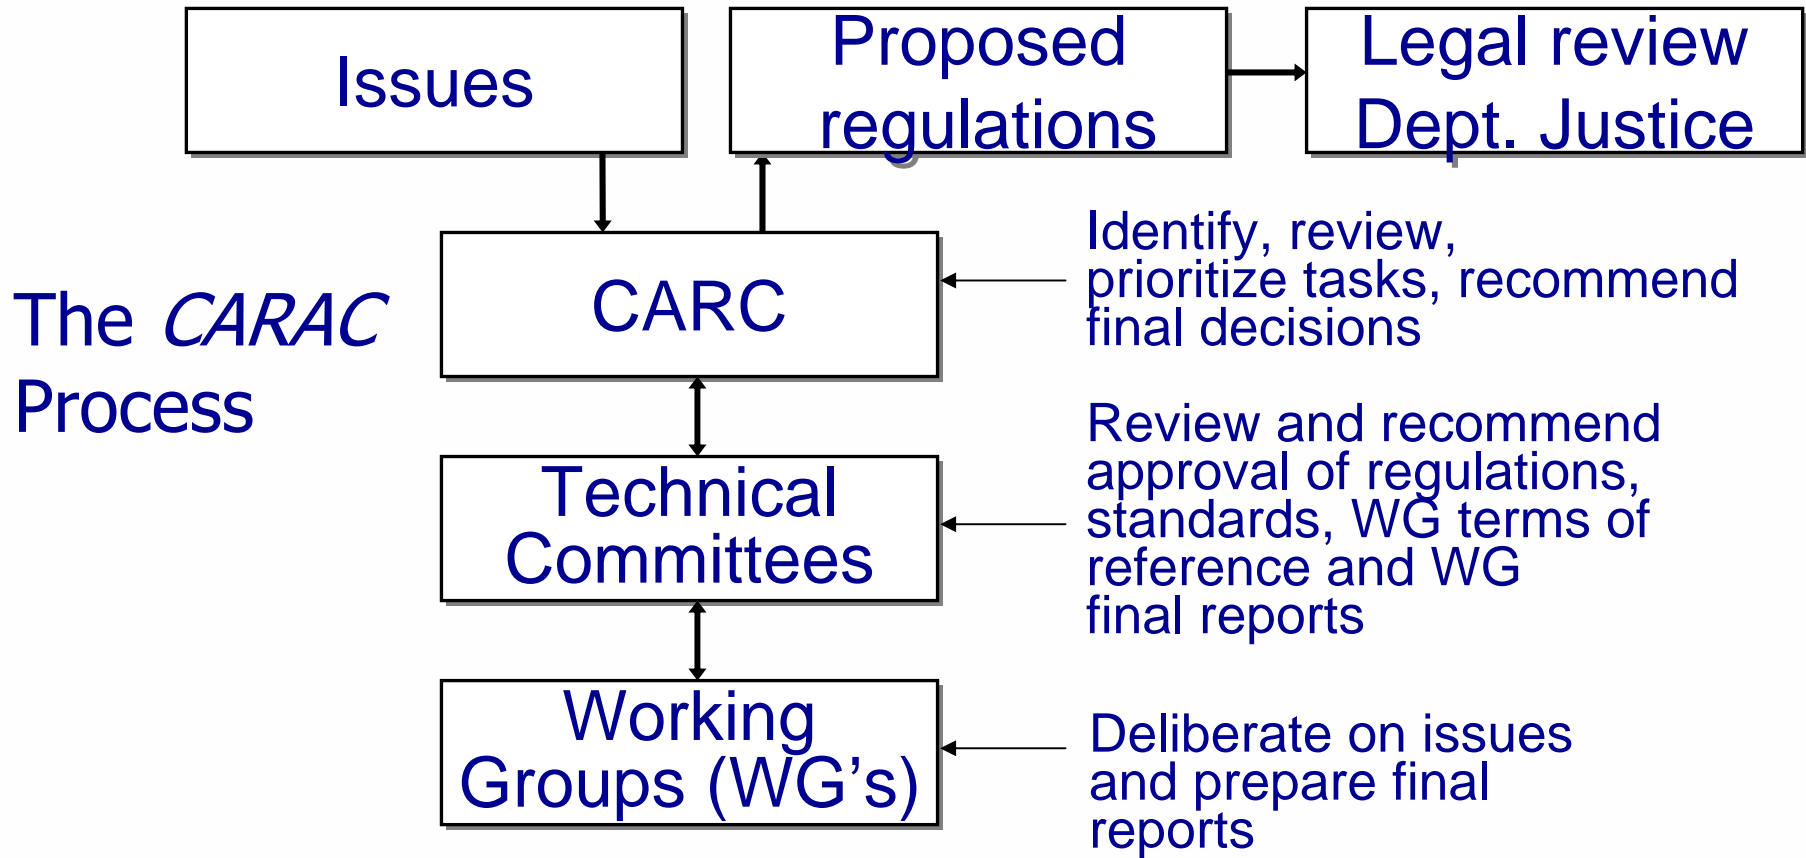 Issues
Proposed
regulations
Legal review
Dept. Justice
The CARAC
Process
CARC
Identify, review,
prioritize tasks, recommend
final decisions
Technical
Committees
Review and recommend
approval of regulations,
standards, WG terms of
reference and WG
final reports
Working
Groups (WG’s)
Deliberate on issues
and prepare final
reports